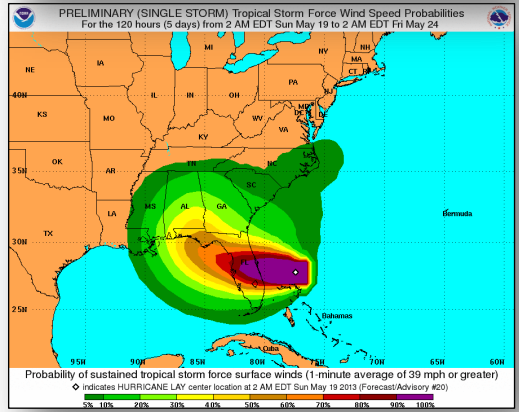 PRELIMINARY (SINGLE STORM) Tropical Storm Force Wind Speed Probabilities
For the 120 hours (5 days) from 2 AM EDT Sun May 19 to 2 AM EDT Fri May 24
NH
NY
MI
MA
CT
RI
IA
NE
PA
NJ
40N
IL
IN
OH
MD
DC
DE
WV
KS
MO
VA
KY
OK
TN
NC
35N
AR
SC
MS
AL
GA
LA
Bermuda
TX
30N
FL
25N
Bahamas
Cuba
95W
90W
85W
80W
75W
70W
65W
60W
Probability of sustained tropical storm force surface winds (1-minute average of 39 mph or greater)
indicates HURRICANE LAY center location at 2 AM EDT Sun May 19 2013 (Forecast/Advisory #20)
5% 10% 20% 30% 40% 50% 60% 70% 80% 90% 100%